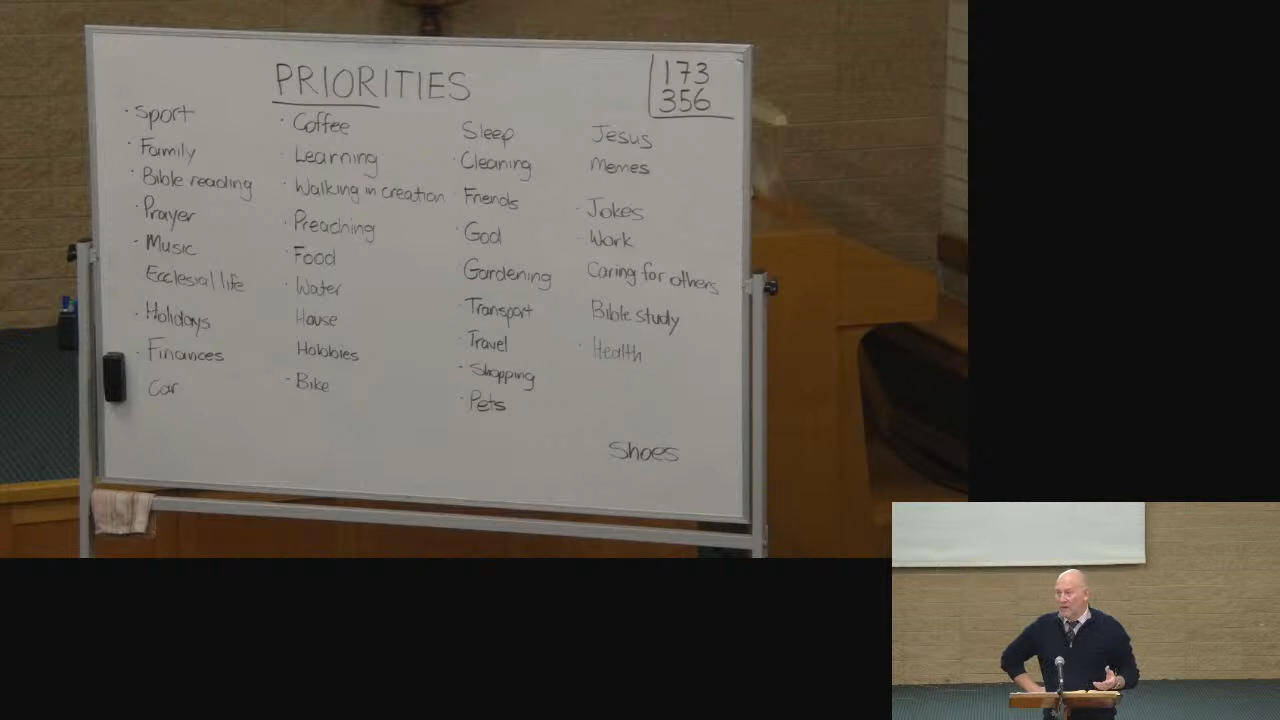 PRIORITIES
173
356
· Sport
· Family
· Bible reading
· Prayer
· Music
Ecclesial life
· Holidays
· Finances
Car
· Coffee
· Learning
· Walking in creation
· Preaching
· Food
· Water
House
Hobbies
· Bike
Sleep
· Cleaning
· Friends
· God
Gardening
· Transport
· Travel
· Shopping
· Pets
Jesus
Memes
· Jokes
· Work
Caring for others
Bible study
· Health
Shoes